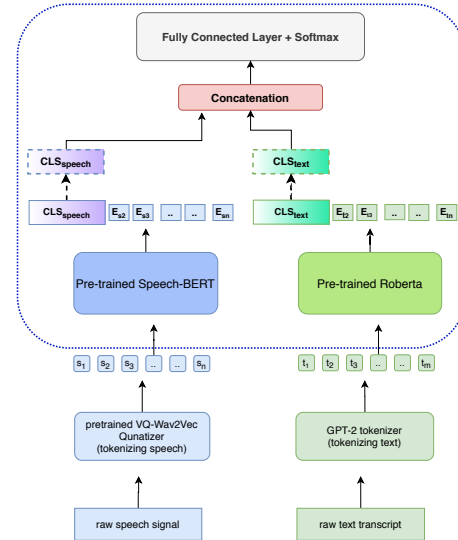 Fully Connected Layer + Softmax
Concatenation
CLSspeech
CLStext
CLSspeech Es2 Es3 .. .. Esn
CLStext Et2 Et3 .. .. Etn
Pre-trained Speech-BERT
Pre-trained Roberta
s1 s2 s3 .. .. sn
t1 t2 t3 .. .. tm
pretrained VQ-Wav2Vec
Qunatizer
(tokenizing speech)
GPT-2 tokenizer
(tokenizing text)
raw speech signal
raw text transcript